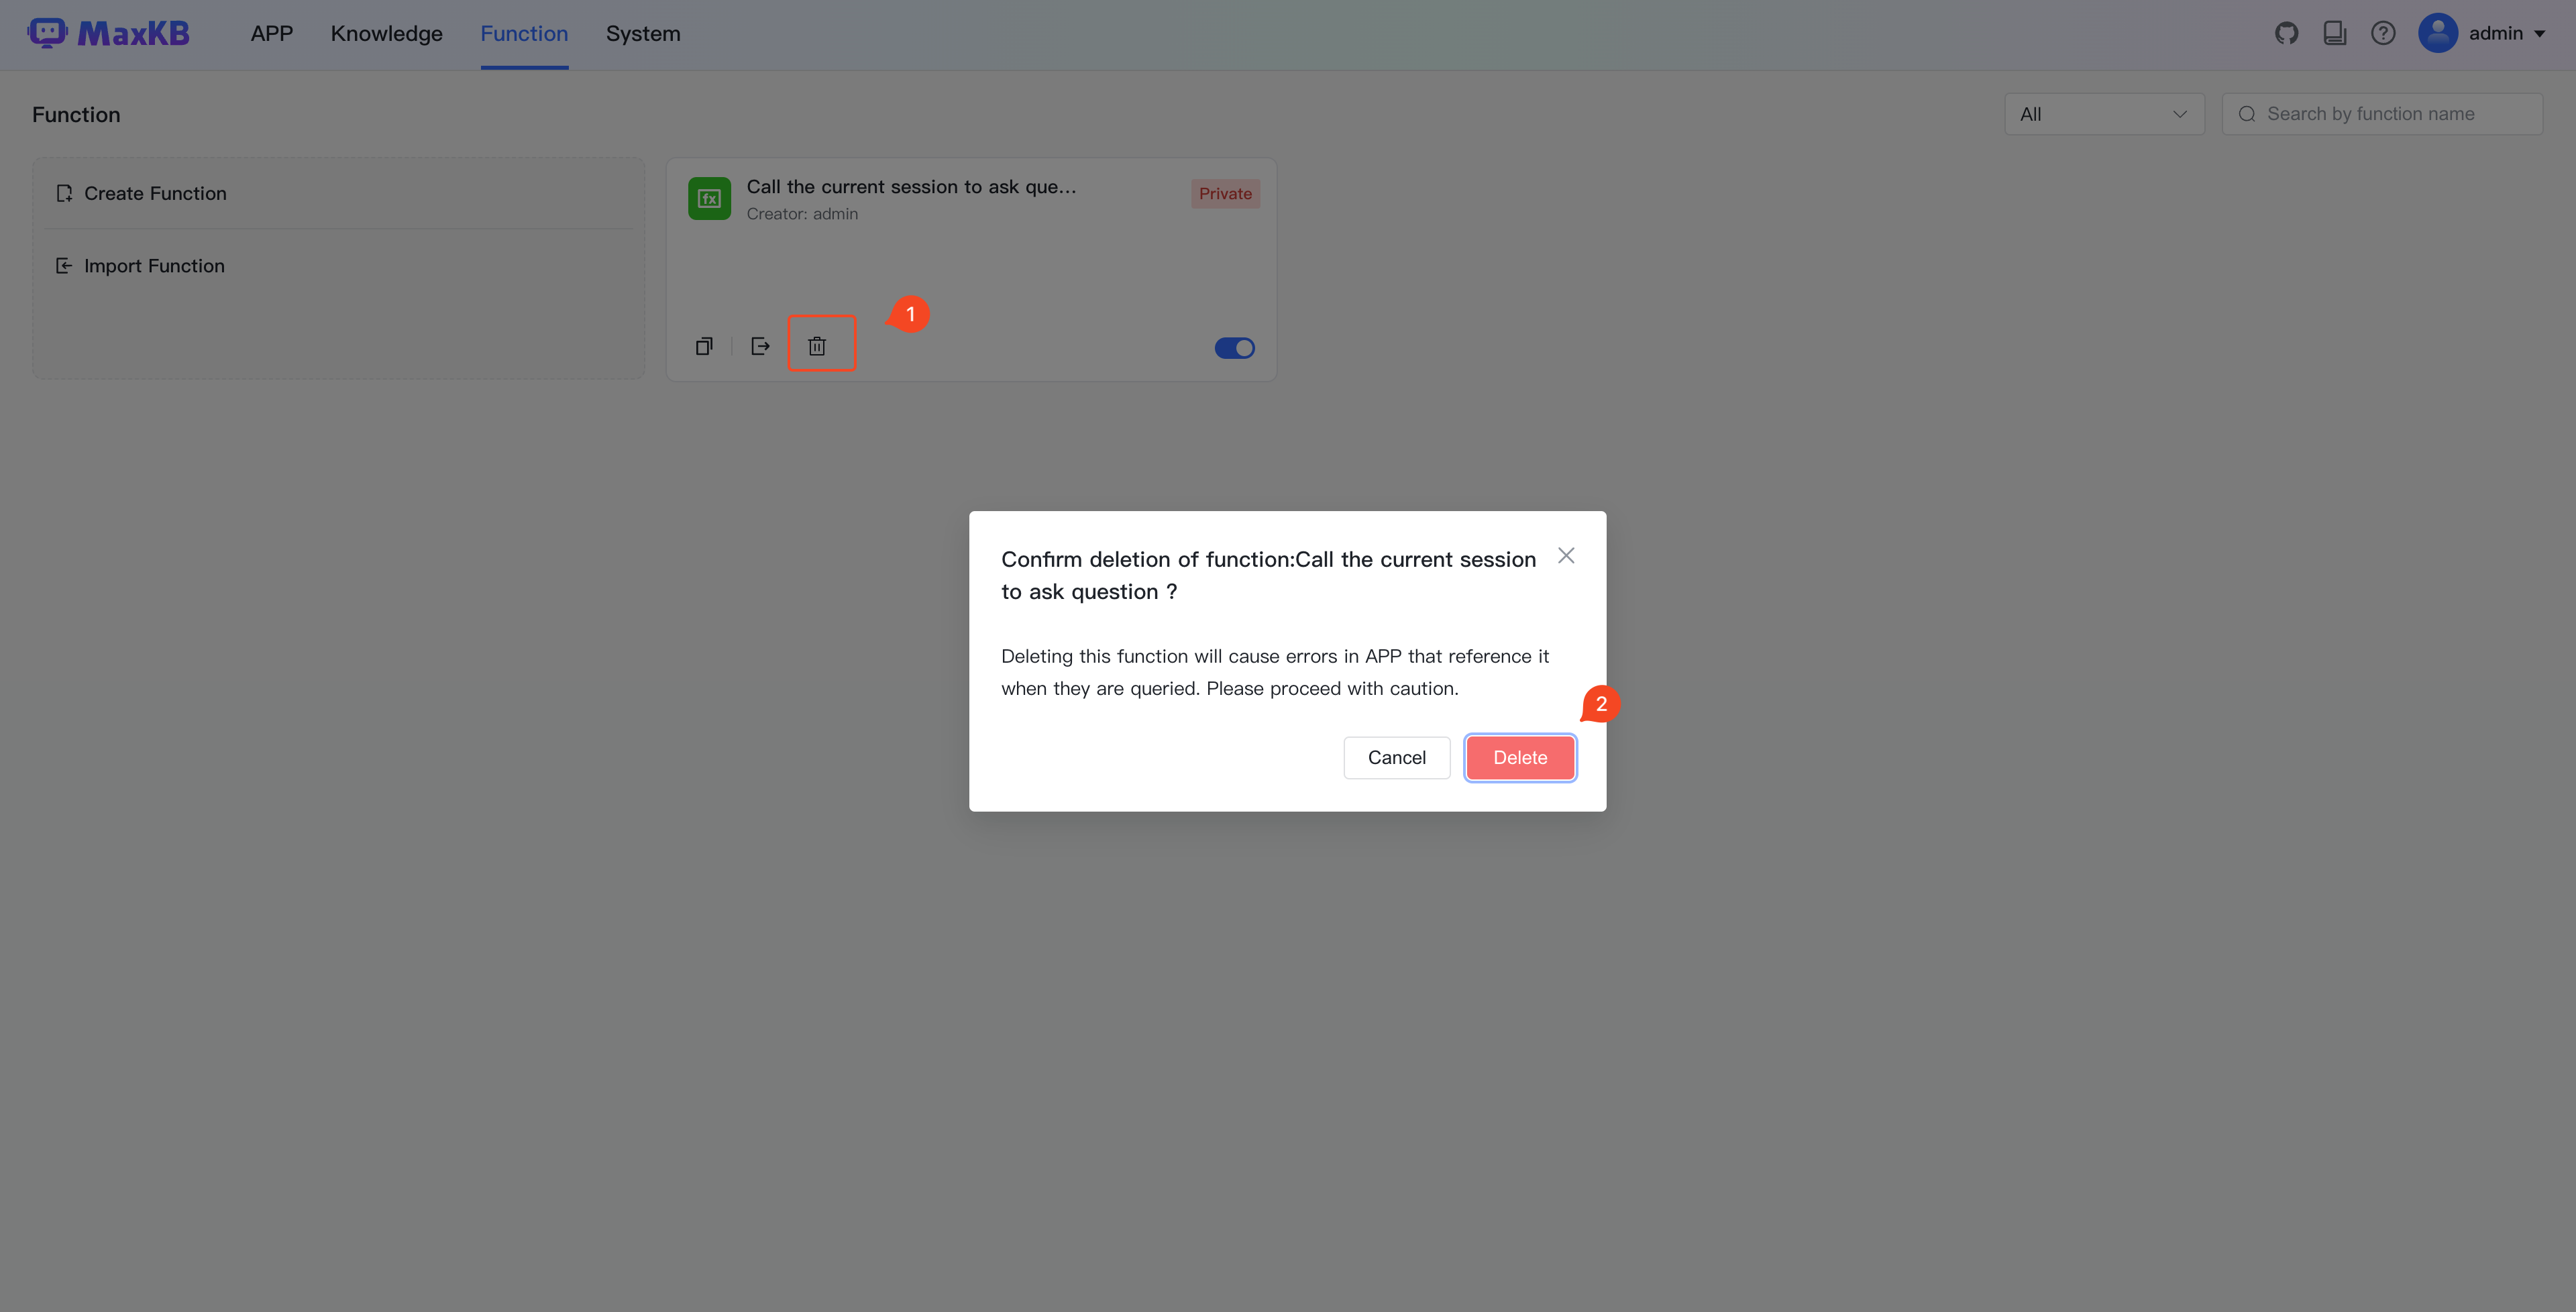 MaxKB
APP
Knowledge
Function
System
admin
Function
All
Search by function name
Create Function
Import Function
fx
Call the current session to ask que...
Creator: admin
Private
1
Confirm deletion of function:Call the current session
to ask question ?
Deleting this function will cause errors in APP that reference it
when they are queried. Please proceed with caution.
2
Cancel
Delete